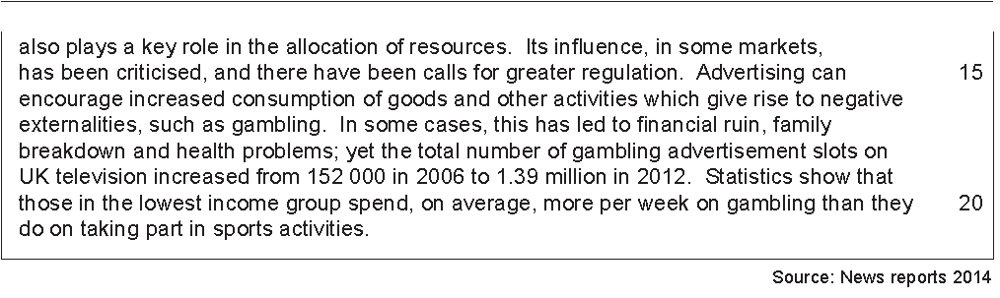 also plays a key role in the allocation of resources. Its influence, in some markets,
has been criticised, and there have been calls for greater regulation. Advertising can 15
encourage increased consumption of goods and other activities which give rise to negative
externalities, such as gambling. In some cases, this has led to financial ruin, family
breakdown and health problems; yet the total number of gambling advertisement slots on
UK television increased from 152 000 in 2006 to 1.39 million in 2012. Statistics show that
those in the lowest income group spend, on average, more per week on gambling than they 20
do on taking part in sports activities.
Source: News reports 2014